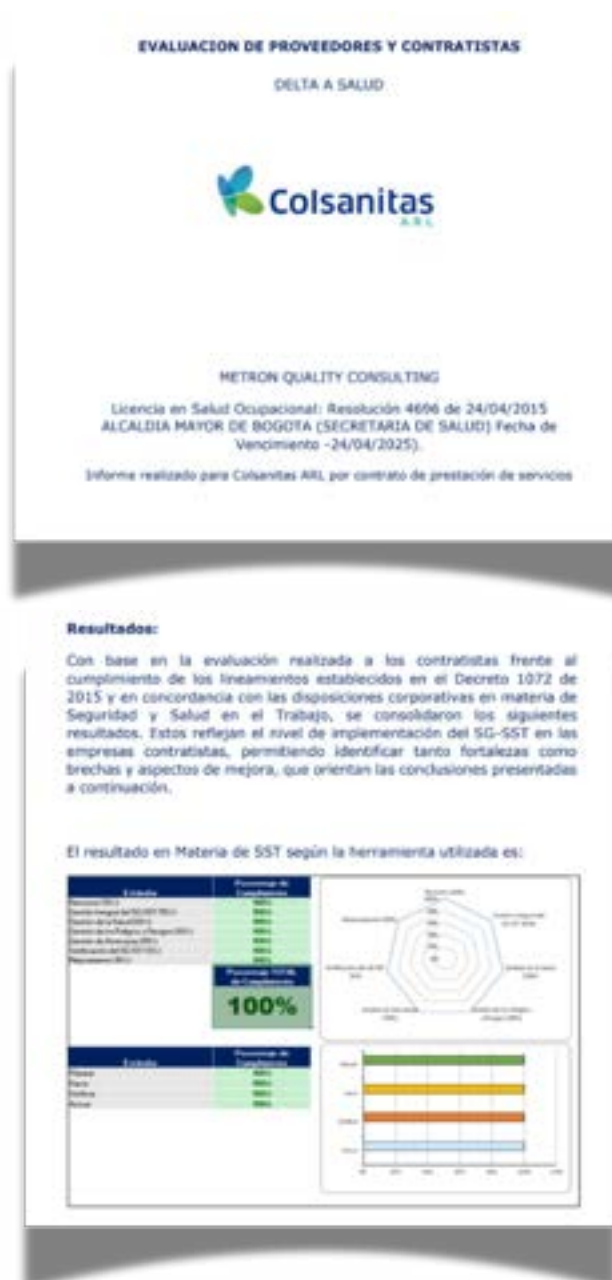 EVALUACION DE PROVEEDORES Y CONTRATISTAS
DELTA A SALUD
Colsanitas
ARL
METRON QUALITY CONSULTING
Licencia en Salud Ocupacional: Resolución 4696 de 24/04/2015
ALCALDIA MAYOR DE BOGOTA (SECRETARIA DE SALUD) Fecha de
Vencimiento -24/04/2025).
Informe realizado para Colsanitas ARL por contrato de prestación de servicios
Resultados:
Con base en la evaluación realizada a los contratistas frente al
cumplimiento de los lineamientos establecidos en el Decreto 1072 de
2015 y en concordancia con las disposiciones corporativas en materia de
Seguridad y Salud en el Trabajo, se consolidaron los siguientes
resultados. Estos reflejan el nivel de implementación del SG-SST en las
empresas contratistas, permitiendo identificar tanto fortalezas como
brechas y aspectos de mejora, que orientan las conclusiones presentadas
a continuación.
El resultado en Materia de SST según la herramienta utilizada es:
Porcentaje de
Cumplimiento
Porcentaje TOTAL
de Cumplimiento
100%
Porcentaje de
Cumplimiento